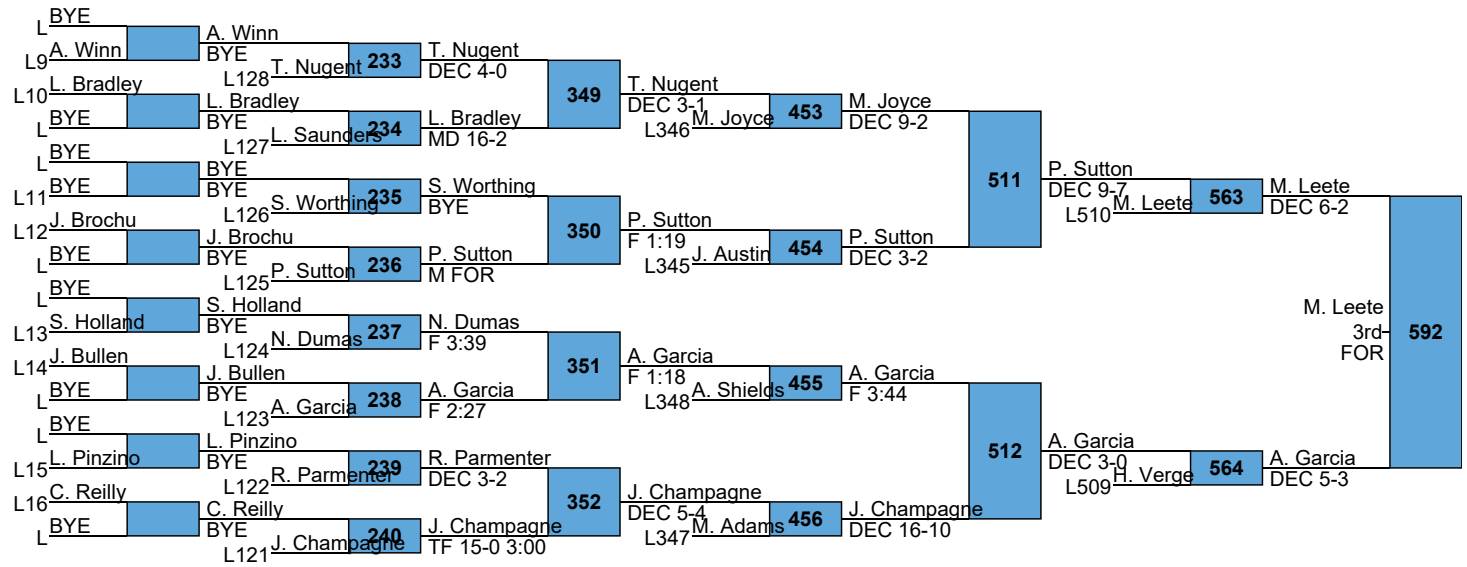 L BYE
L9 A. Winn
A. Winn
BYE
L128 T. Nugent
233
T. Nugent
DEC 4-0
L10 L. Bradley
L BYE
L. Bradley
BYE
L127 L. Saunders
234
L. Bradley
MD 16-2
349
T. Nugent
DEC 3-1
L346 M. Joyce
453
M. Joyce
DEC 9-2
L BYE
L11 BYE
BYE
BYE
L126 S. Worthing
235
S. Worthing
BYE
L12 J. Brochu
L BYE
J. Brochu
BYE
L125 P. Sutton
236
P. Sutton
M FOR
350
P. Sutton
F 1:19
L345 J. Austin
454
P. Sutton
DEC 3-2
511
P. Sutton
DEC 9-7
L510 M. Leete
563
M. Leete
DEC 6-2
L BYE
L13 S. Holland
S. Holland
BYE
L124 N. Dumas
237
N. Dumas
F 3:39
L14 J. Bullen
L BYE
J. Bullen
BYE
L123 A. Garcia
238
A. Garcia
F 2:27
351
A. Garcia
F 1:18
L348 A. Shields
455
A. Garcia
F 3:44
L BYE
L15 L. Pinzino
L. Pinzino
BYE
L122 R. Parmenter
239
R. Parmenter
DEC 3-2
L16 C. Reilly
L BYE
C. Reilly
BYE
L121 J. Champagne
240
J. Champagne
TF 15-0 3:00
352
J. Champagne
DEC 5-4
L347 M. Adams
456
J. Champagne
DEC 16-10
512
A. Garcia
DEC 3-0
L509 H. Verge
564
A. Garcia
DEC 5-3
M. Leete
3rd
FOR
592